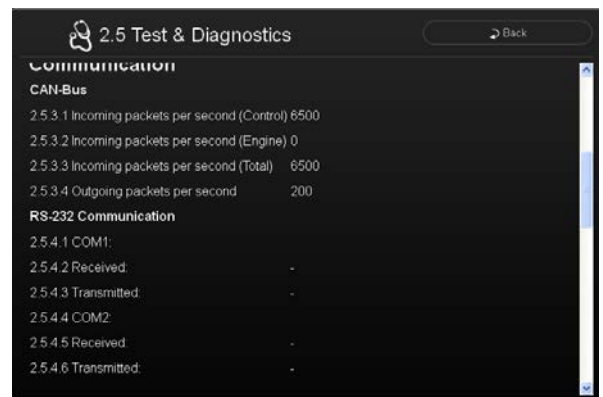 2.5 Test & Diagnostics
Back
Communication
CAN-Bus
2.5.3.1 Incoming packets per second (Control) 6500
2.5.3.2 Incoming packets per second (Engine) 0
2.5.3.3 Incoming packets per second (Total) 6500
2.5.3.4 Outgoing packets per second 200
RS-232 Communication
2.5.4.1 COM1:
2.5.4.2 Received: -
2.5.4.3 Transmitted: -
2.5.4.4 COM2:
2.5.4.5 Received: -
2.5.4.6 Transmitted: -